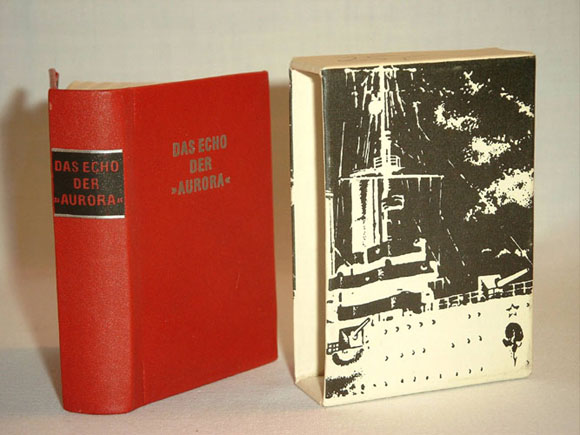 DAS ECHO
DER
»AURORA«
DAS ECHO
DER
»AURORA«